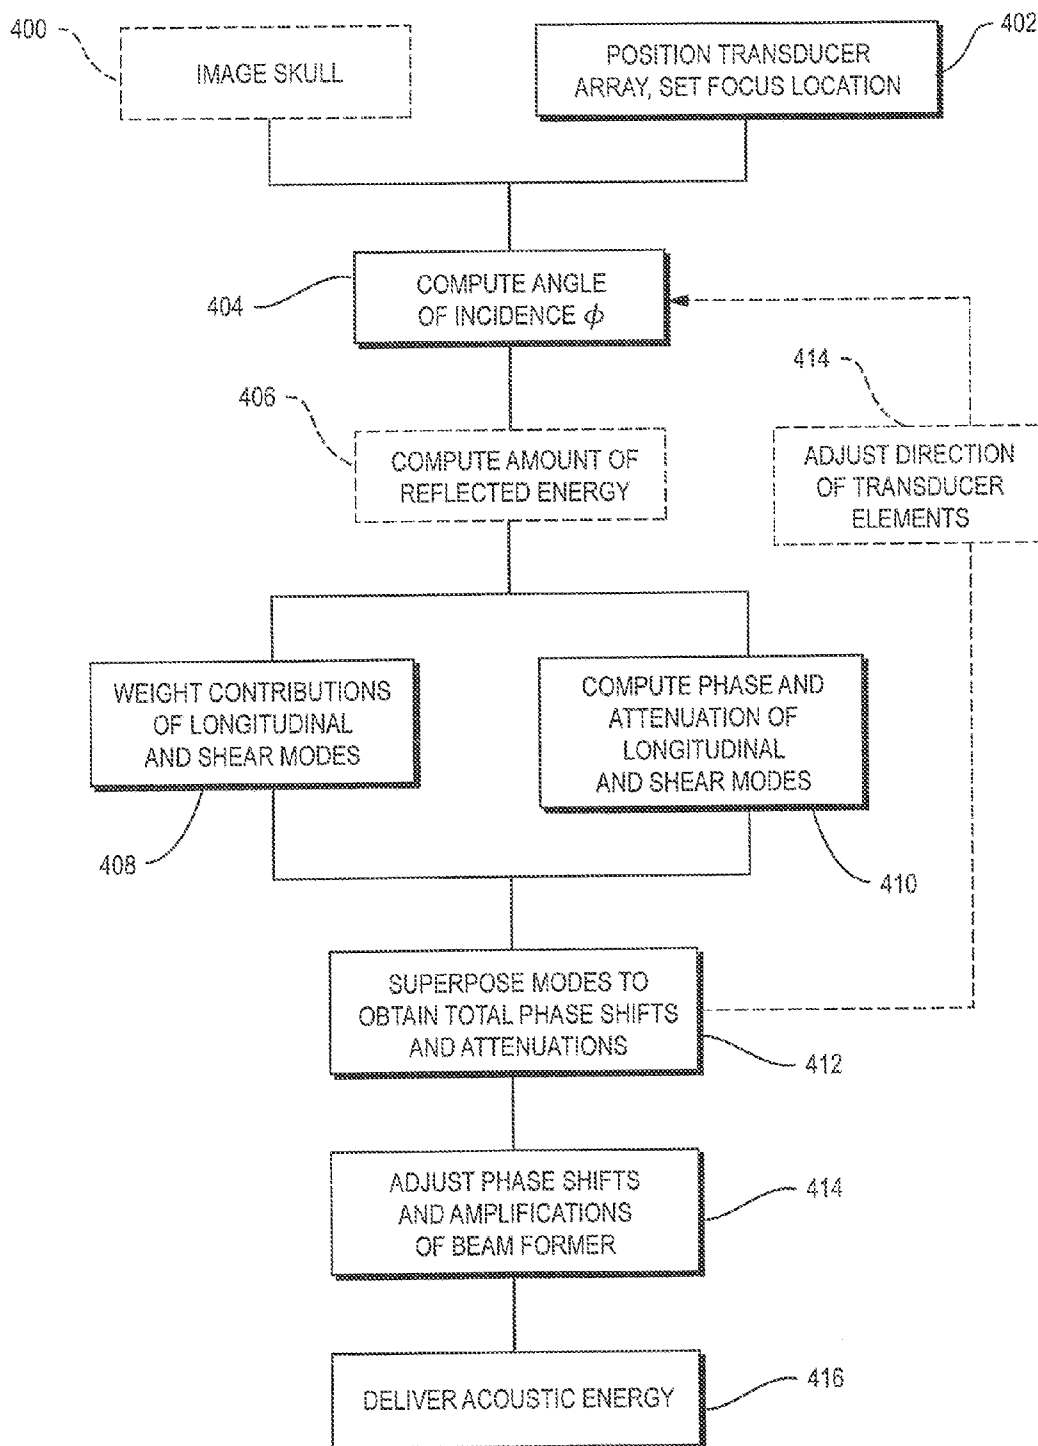 400
IMAGE SKULL
402
POSITION TRANSDUCER
ARRAY, SET FOCUS LOCATION
404
COMPUTE ANGLE
OF INCIDENCE ϕ
406
COMPUTE AMOUNT OF
REFLECTED ENERGY
414
ADJUST DIRECTION
OF TRANSDUCER
ELEMENTS
WEIGHT CONTRIBUTIONS
OF LONGITUDINAL
AND SHEAR MODES
408
COMPUTE PHASE AND
ATTENUATION OF
LONGITUDINAL
AND SHEAR MODES
410
SUPERPOSE MODES TO
OBTAIN TOTAL PHASE SHIFTS
AND ATTENUATIONS
412
ADJUST PHASE SHIFTS
AND AMPLIFICATIONS
OF BEAM FORMER
414
DELIVER ACOUSTIC ENERGY
416